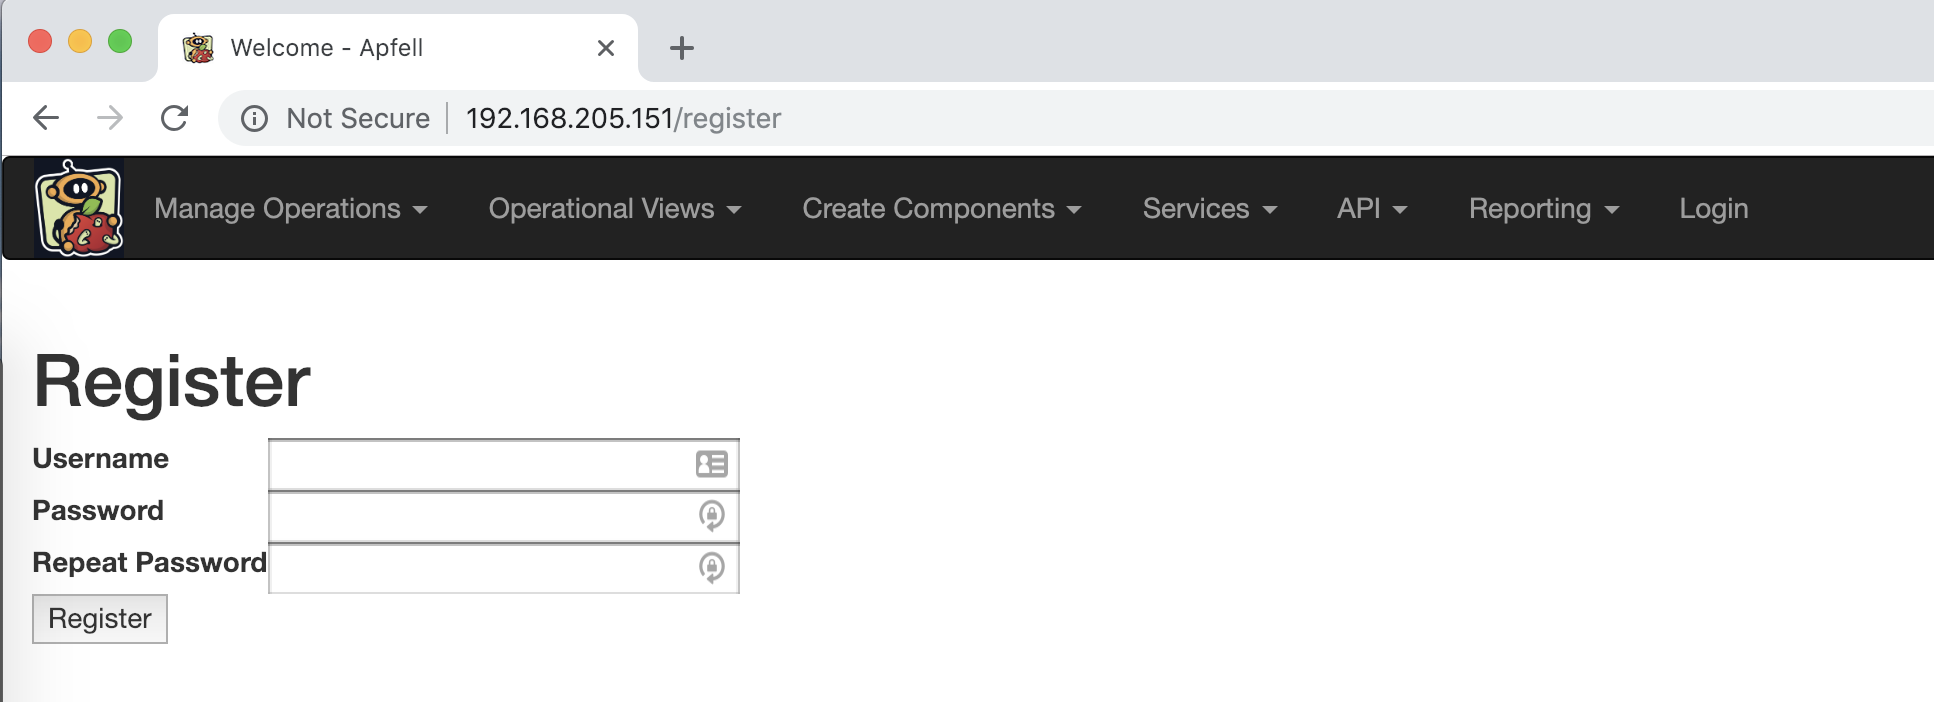 Welcome - Apfell
Not Secure 192.168.205.151/register
Manage Operations Operational Views Create Components Services API Reporting Login
Register
Username
Password
Repeat Password
Register